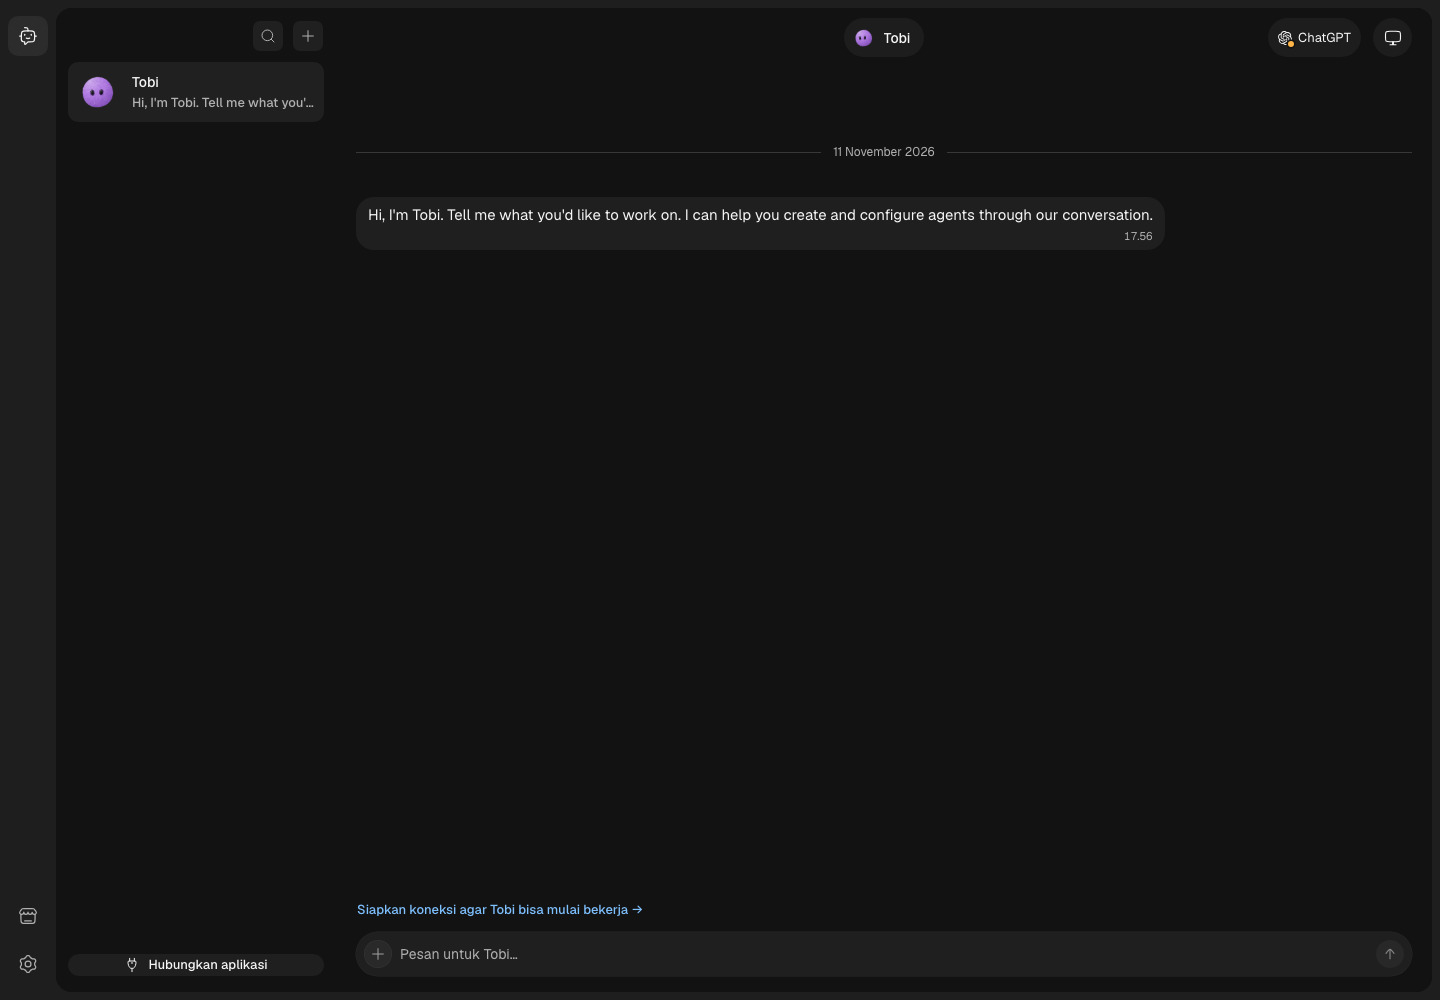 Tobi
Hi, I'm Tobi. Tell me what you'...
Tobi
ChatGPT
11 November 2026
Hi, I'm Tobi. Tell me what you'd like to work on. I can help you create and configure agents through our conversation.
17.56
Siapkan koneksi agar Tobi bisa mulai bekerja →
Hubungkan aplikasi
Pesan untuk Tobi...